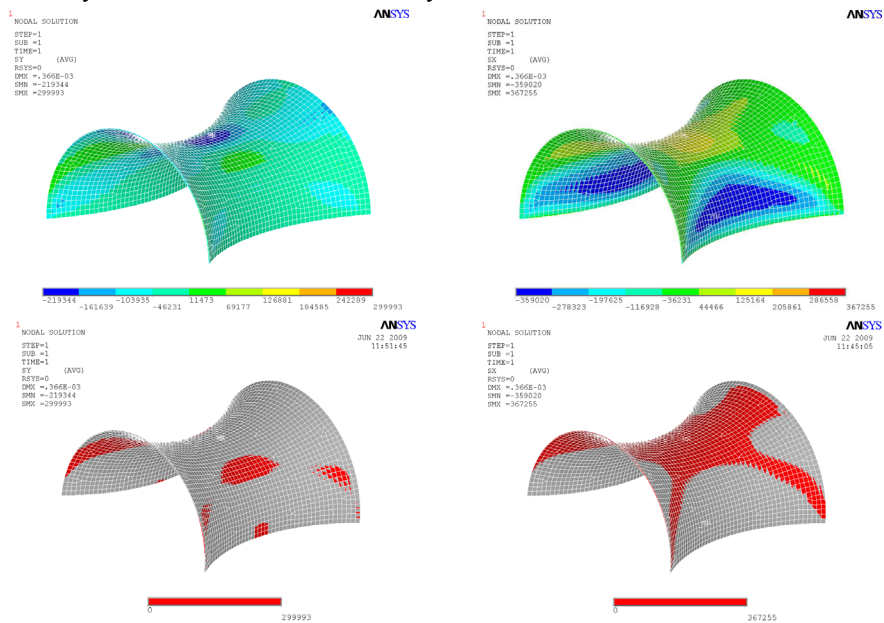 1
NODAL SOLUTION
STEP=1
SUB =1
TIME=1
SY (AVG)
RSYS=0
DMX =.366E-03
SMN =-219344
SMX =299993
ANSYS
-219344 -161639 -103935 -46231 11473 69177 126881 184585 242289 299993
1
NODAL SOLUTION
STEP=1
SUB =1
TIME=1
SX (AVG)
RSYS=0
DMX =.366E-03
SMN =-359020
SMX =367255
ANSYS
-359020 -278323 -197625 -116928 -36231 44466 125164 205861 286558 367255
1
NODAL SOLUTION
STEP=1
SUB =1
TIME=1
SY (AVG)
RSYS=0
DMX =.366E-03
SMN =-219344
SMX =299993
ANSYS
JUN 22 2009
11:51:45
0 299993
1
NODAL SOLUTION
STEP=1
SUB =1
TIME=1
SX (AVG)
RSYS=0
DMX =.366E-03
SMN =-359020
SMX =367255
ANSYS
JUN 22 2009
11:45:05
0 367255